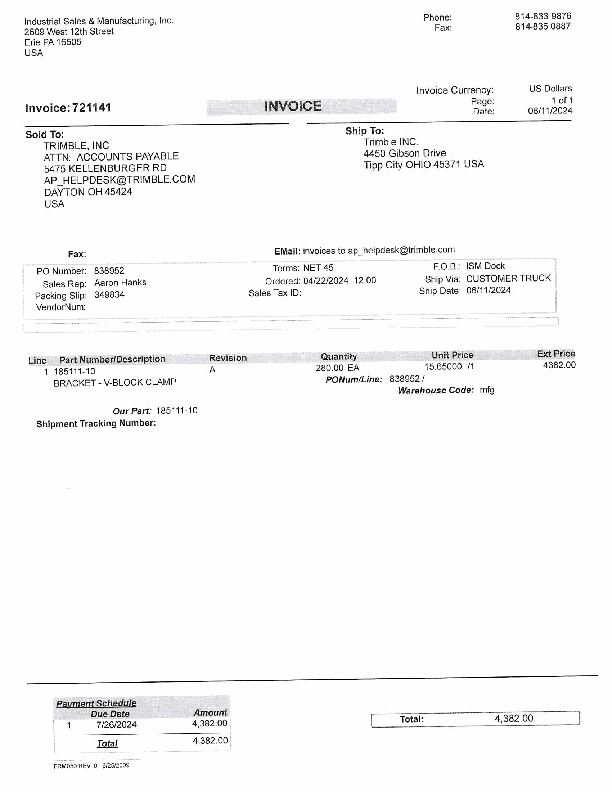 Industrial Sales & Manufacturing, Inc.
2609 West 12th Street
Erie PA 16505
USA
Phone: 814-833-9876
Fax: 814-835-0887
Invoice Currency: US Dollars
Page: 1 of 1
Date: 06/11/2024
Invoice: 721141
INVOICE
Sold To:
TRIMBLE, INC
ATTN: ACCOUNTS PAYABLE
5475 KELLENBURGER RD
AP_HELPDESK@TRIMBLE.COM
DAYTON OH 45424
USA
Ship To:
Trimble INC.
4450 Gibson Drive
Tipp City OHIO 45371 USA
Fax:
EMail: invoices to ap_helpdesk@trimble.com
PO Number: 838952
Sales Rep: Aaron Hanks
Packing Slip: 349834
VendorNum:
Terms: NET 45
Ordered: 04/22/2024 12:00
Sales Tax ID:
F.O.B.: ISM Dock
Ship Via: CUSTOMER TRUCK
Ship Date: 06/11/2024
Line Part Number/Description Revision Quantity Unit Price Ext Price
1 185111-10 A 280.00 EA 15.65000 /1 4382.00
BRACKET - V-BLOCK CLAMP PONum/Line: 838952 /
Warehouse Code: mfg
Our Part: 185111-10
Shipment Tracking Number:
Payment Schedule
Due Date Amount
1 7/26/2024 4,382.00
Total 4,382.00
Total: 4,382.00
FRM050 REV 0 8/25/2009